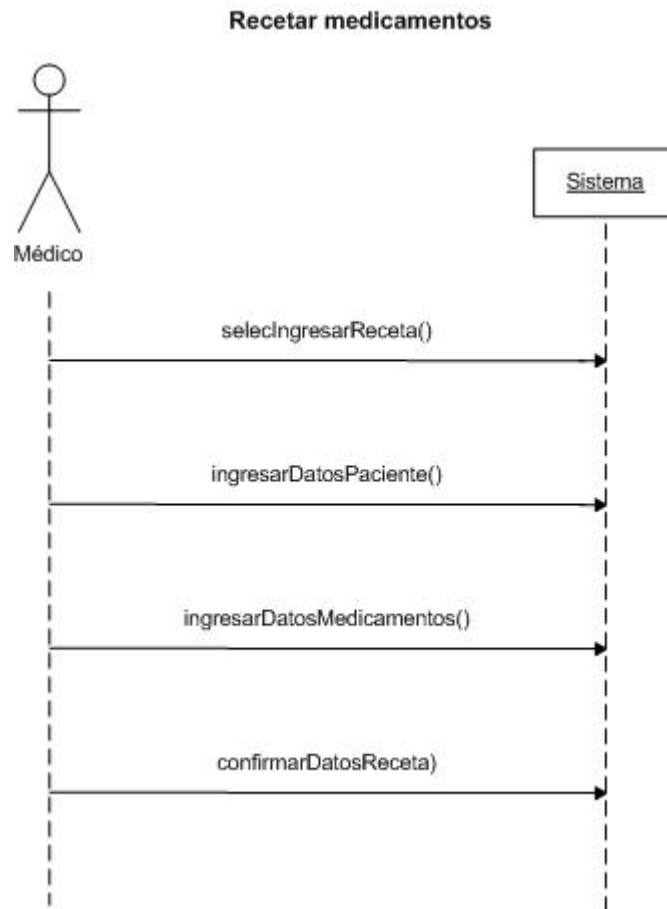 Recetar medicamentos
Sistema
Médico
selecIngresarReceta()
ingresarDatosPaciente()
ingresarDatosMedicamentos()
confirmarDatosReceta)